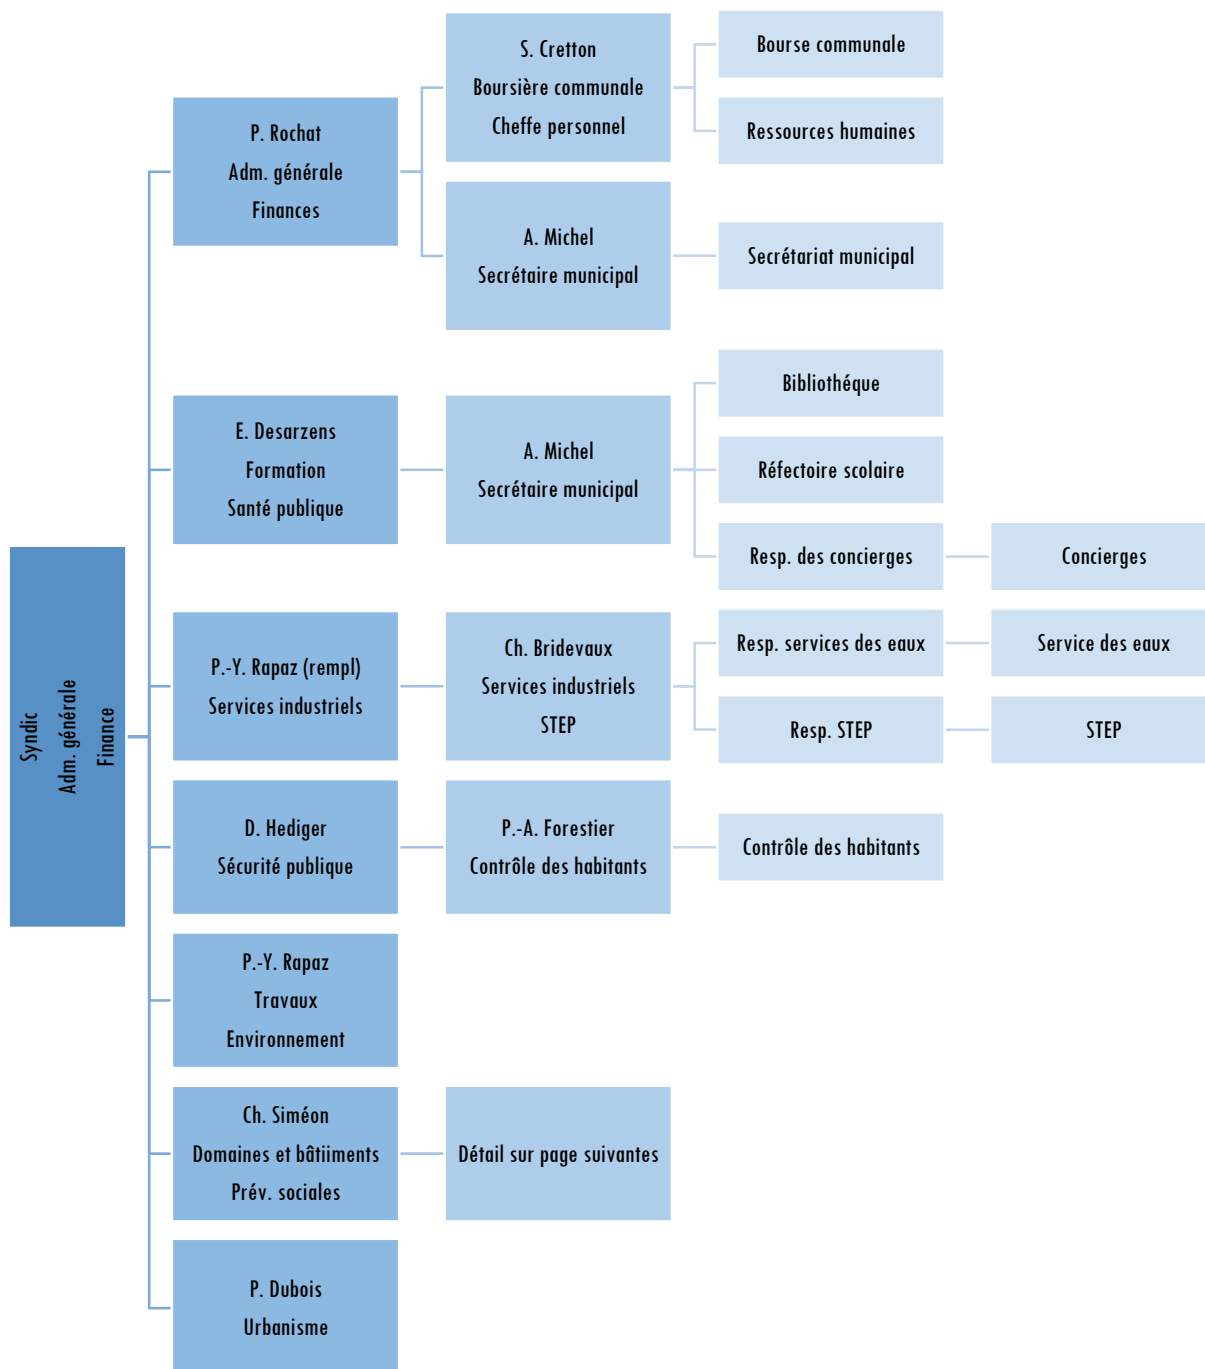 Syndic
Adm. générale
Finance
P. Rochat
Adm. générale
Finances
S. Cretton
Boursière communale
Cheffe personnel
Bourse communale
Ressources humaines
A. Michel
Secrétaire municipal
Secrétariat municipal
E. Desarzens
Formation
Santé publique
A. Michel
Secrétaire municipal
Bibliothéque
Réfectoire scolaire
Resp. des concierges
Concierges
P.-Y. Rapaz (rempl)
Services industriels
Ch. Bridevaux
Services industriels
STEP
Resp. services des eaux
Service des eaux
Resp. STEP
STEP
D. Hediger
Sécurité publique
P.-A. Forestier
Contrôle des habitants
Contrôle des habitants
P.-Y. Rapaz
Travaux
Environnement
Ch. Siméon
Domaines et bâtiiments
Prév. sociales
Détail sur page suivantes
P. Dubois
Urbanisme